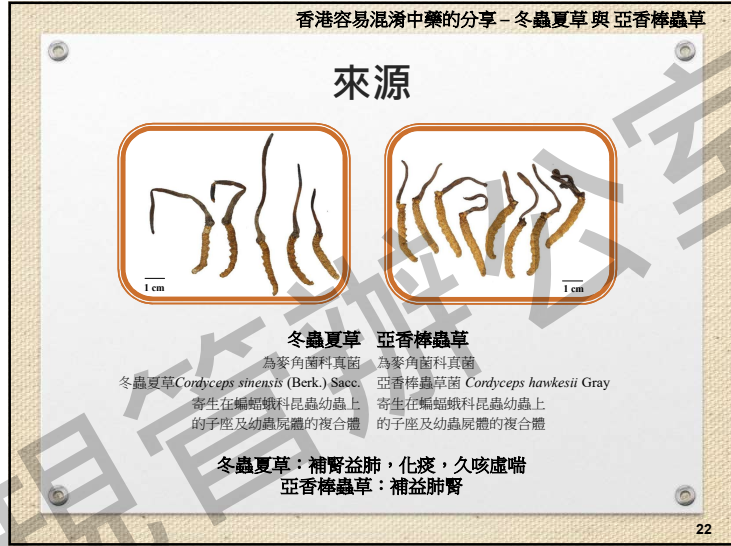 香港容易混淆中藥的分享 – 冬蟲夏草 與 亞香棒蟲草
來源
1 cm
1 cm
冬蟲夏草
為麥角菌科真菌
冬蟲夏草Cordyceps sinensis (Berk.) Sacc.
寄生在蝙蝠蛾科昆蟲幼蟲上
的子座及幼蟲屍體的複合體
亞香棒蟲草
為麥角菌科真菌
亞香棒蟲草菌 Cordyceps hawkesii Gray
寄生在蝙蝠蛾科昆蟲幼蟲上
的子座及幼蟲屍體的複合體
冬蟲夏草：補腎益肺，化痰，久咳虛喘
亞香棒蟲草：補益肺腎
22
管辦公室